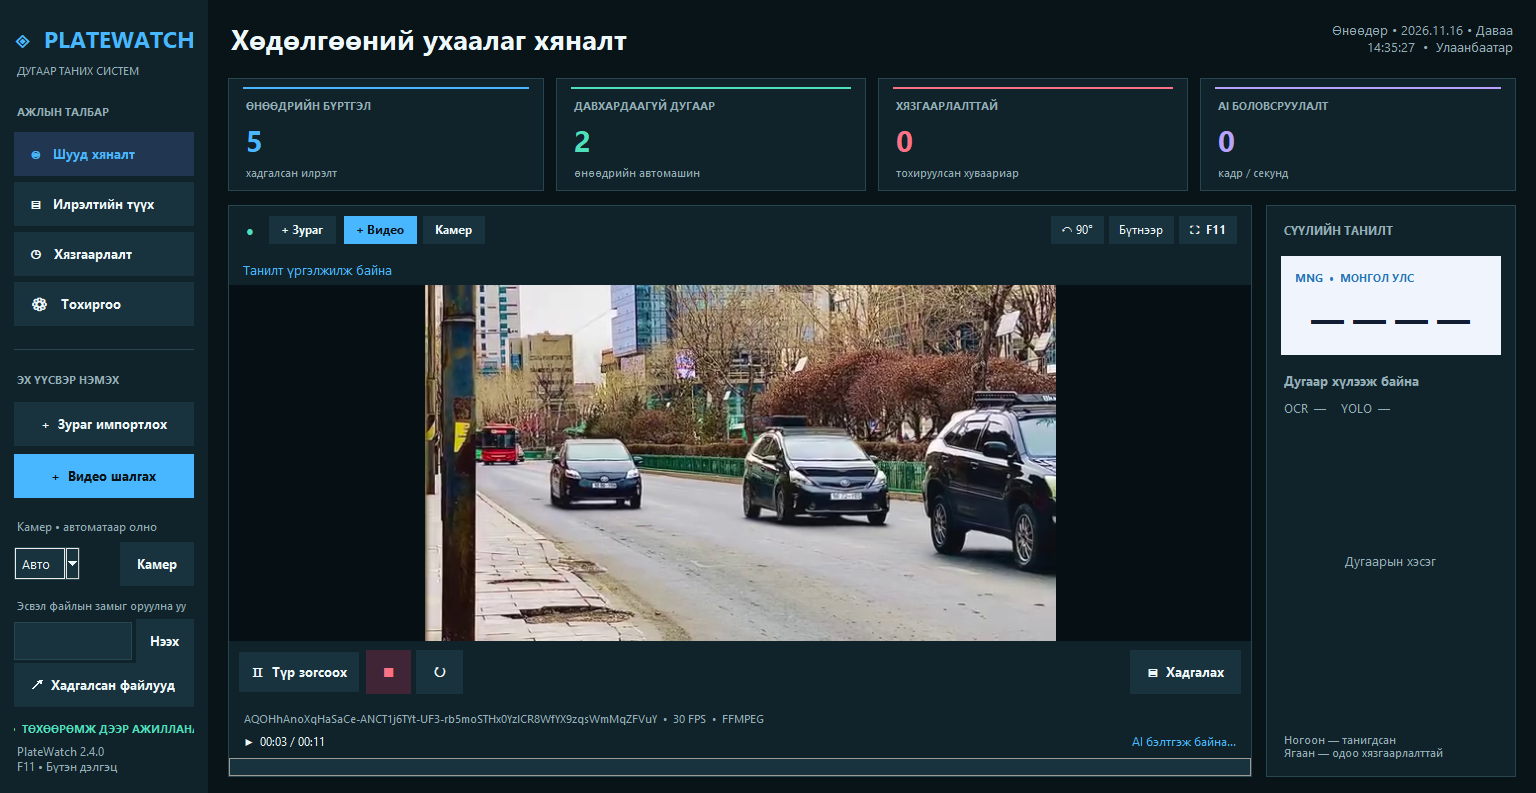 PLATEWATCH
ДУГААР ТАНИХ СИСТЕМ
АЖЛЫН ТАЛБАР
Шууд хяналт
Илрэлтийн түүх
Хязгаарлалт
Тохиргоо
ЭХ ҮҮСВЭР НЭМЭХ
+ Зураг импортлох
+ Видео шалгах
Камер • автоматаар олно
Авто
Камер
Эсвэл файлын замыг оруулна уу
Нээх
Хадгалсан файлууд
ТӨХӨӨРӨМЖ ДЭЭР АЖИЛЛАНА
PlateWatch 2.4.0
F11 • Бүтэн дэлгэц
Хөдөлгөөний ухаалаг хяналт
Өнөөдөр • 2026.11.16 • Даваа
14:35:27 • Улаанбаатар
ӨНӨӨДРИЙН БҮРТГЭЛ
5
хадгалсан илрэлт
ДАВХАРДААГҮЙ ДУГААР
2
өнөөдрийн автомашин
ХЯЗГААРЛАЛТТАЙ
0
тохируулсан хуваариар
AI БОЛОВСРУУЛАЛТ
0
кадр / секунд
+ Зураг
+ Видео
Камер
90°
Бүтнээр
F11
Танилт үргэлжилж байна
Түр зогсоох
Хадгалах
AQOHhAnoXqHaSaCe-ANCT1j6TYt-UF3-rb5moSTHx0YzICR8WfYX9zqsWmMqZFVuY • 30 FPS • FFMPEG
00:03 / 00:11
AI бэлтгэж байна...
СҮҮЛИЙН ТАНИЛТ
MNG • МОНГОЛ УЛС
— — — —
Дугаар хүлээж байна
OCR — YOLO —
Дугаарын хэсэг
Ногоон — танигдсан
Ягаан — одоо хязгаарлалттай